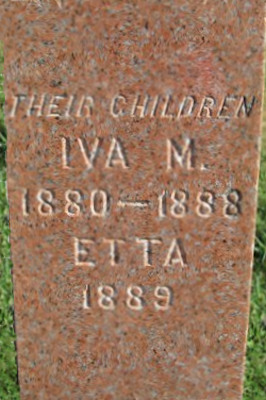 THEIR CHILDREN
IVA M.
1880–1888
ETTA
1889